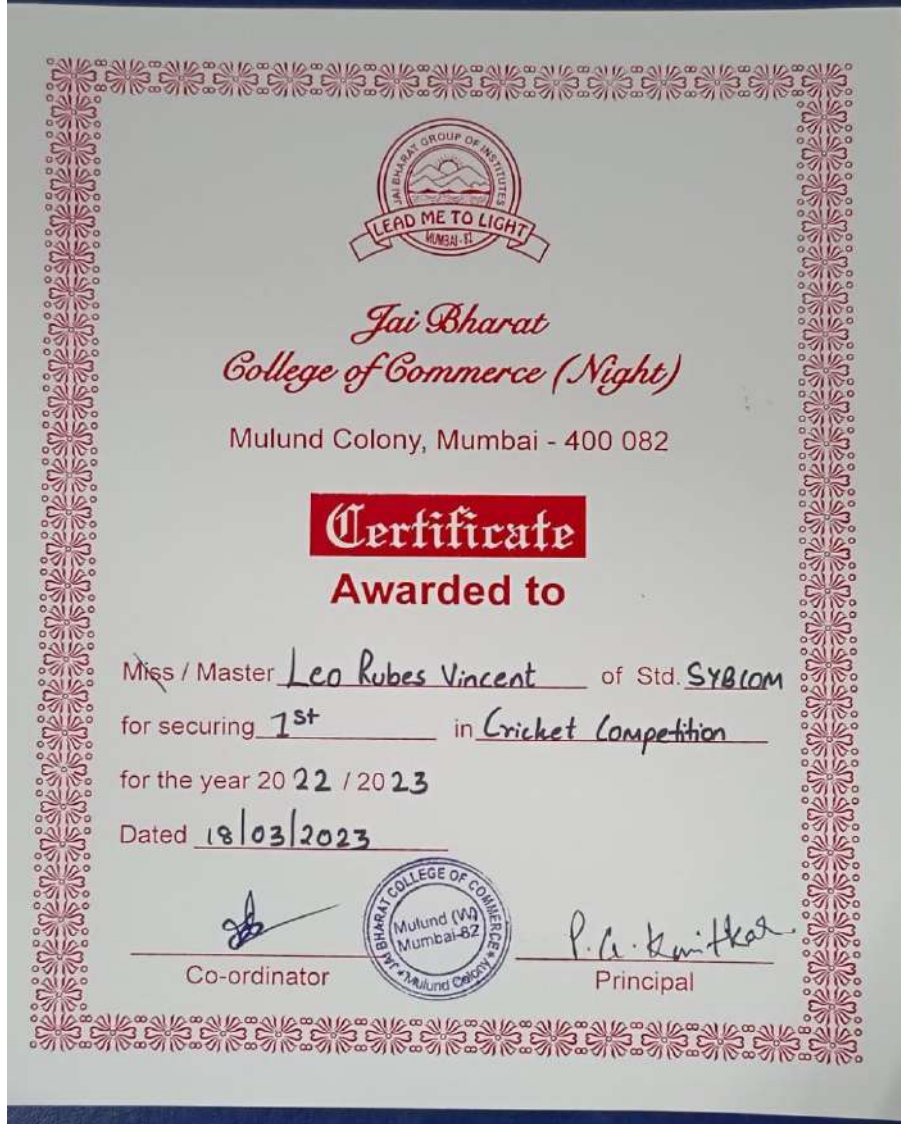 JAI BHARAT GROUP OF INSTITUTES
LEAD ME TO LIGHT
MUMBAI - 82
Jai Bharat
College of Commerce (Night)
Mulund Colony, Mumbai - 400 082
Certificate
Awarded to
Miss / Master Leo Rubes Vincent of Std. SYBCOM
for securing 1st in Cricket Competition
for the year 20 22 / 20 23
Dated 18/03/2023
JAI BHARAT COLLEGE OF COMMERCE
Mulund (W)
Mumbai-82
Mulund Colony
P. G.
Co-ordinator
Principal